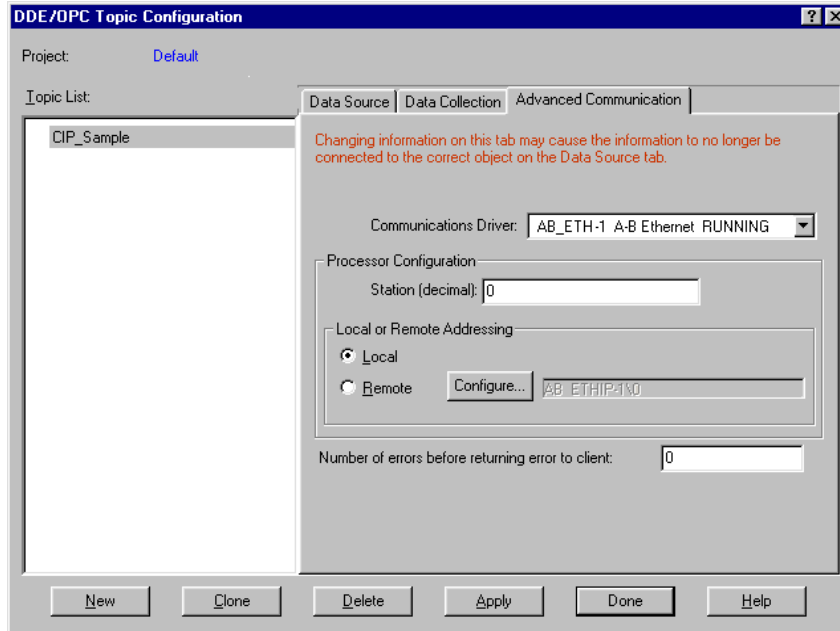 DDE/OPC Topic Configuration
Project: Default
Topic List:
CIP_Sample
Data Source Data Collection Advanced Communication
Changing information on this tab may cause the information to no longer be
connected to the correct object on the Data Source tab.
Communications Driver: AB_ETH-1 A-B Ethernet RUNNING
Processor Configuration
Station (decimal): 0
Local or Remote Addressing
Local
Remote Configure... AB_ETHIP-1\0
Number of errors before returning error to client: 0
New Clone Delete Apply Done Help